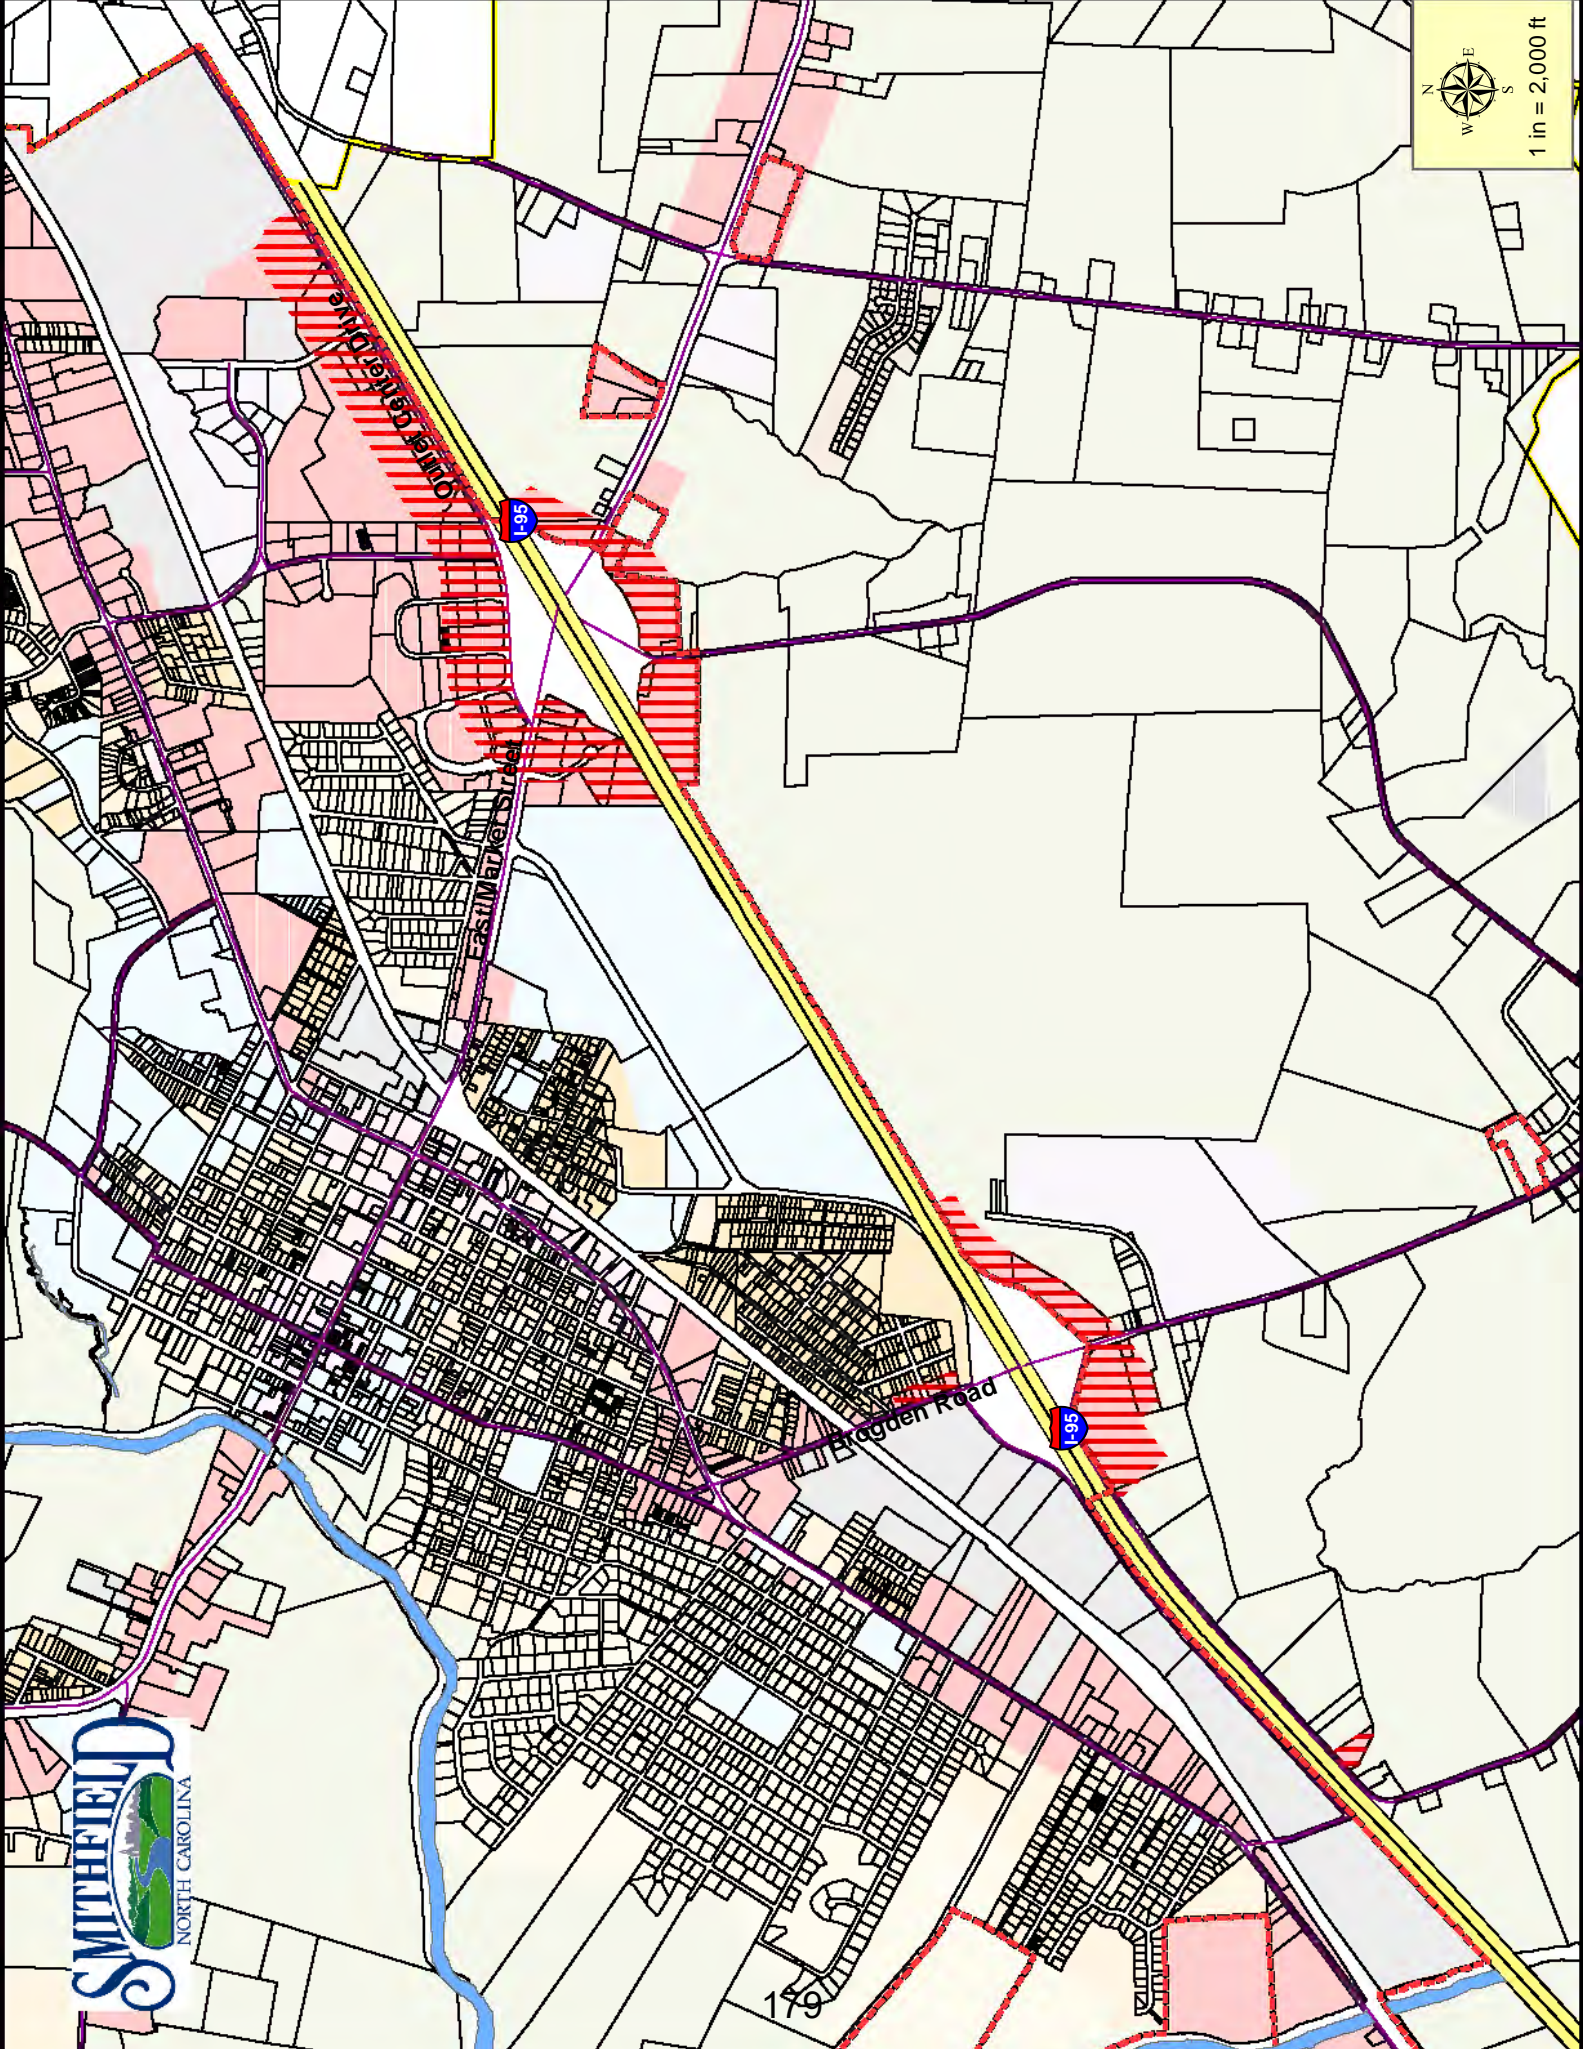 SMITHFIELD
NORTH CAROLINA
Outlet Center Drive
I-95
East Market Street
Brogden Road
I-95
N
W
E
S
1 in = 2,000 ft
179